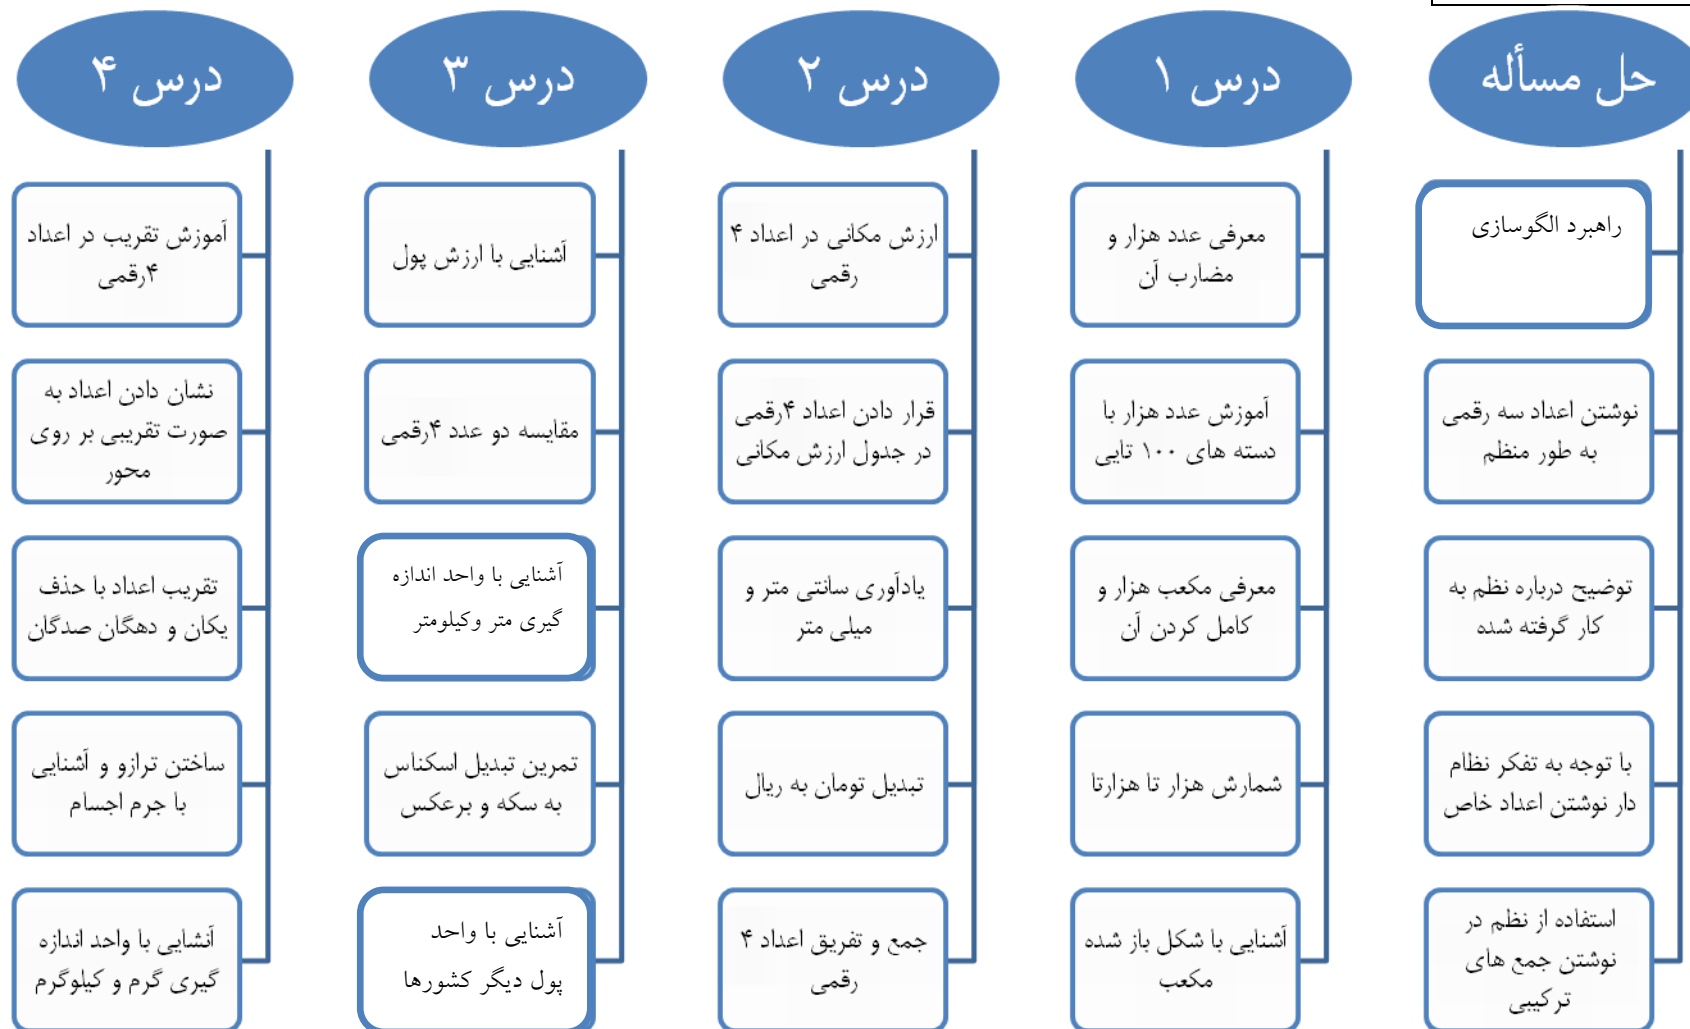 حل مسأله
راهبرد الگوسازی
نوشتن اعداد سه رقمی
به طور منظم
توضیح درباره نظم به
کار گرفته شده
با توجه به تفکر نظام
دار نوشتن اعداد خاص
استفاده از نظم در
نوشتن جمع های
ترکیبی
درس ۱
معرفی عدد هزار و
مضارب آن
آموزش عدد هزار با
دسته های ۱۰۰ تایی
معرفی مکعب هزار و
کامل کردن آن
شمارش هزار تا هزارتا
آشنایی با شکل باز شده
مکعب
درس ۲
ارزش مکانی در اعداد ۴
رقمی
قرار دادن اعداد ۴رقمی
در جدول ارزش مکانی
یادآوری سانتی متر و
میلی متر
تبدیل تومان به ریال
جمع و تفریق اعداد ۴
رقمی
درس ۳
آشنایی با ارزش پول
مقایسه دو عدد ۴رقمی
آشنایی با واحد اندازه
گیری متر وکیلومتر
تمرین تبدیل اسکناس
به سکه و برعکس
آشنایی با واحد
پول دیگر کشورها
درس ۴
آموزش تقریب در اعداد
۴رقمی
نشان دادن اعداد به
صورت تقریبی بر روی
محور
تقریب اعداد با حذف
یکان و دهگان صدگان
ساختن ترازو و آشنایی
با جرم اجسام
آنشایی با واحد اندازه
گیری گرم و کیلوگرم